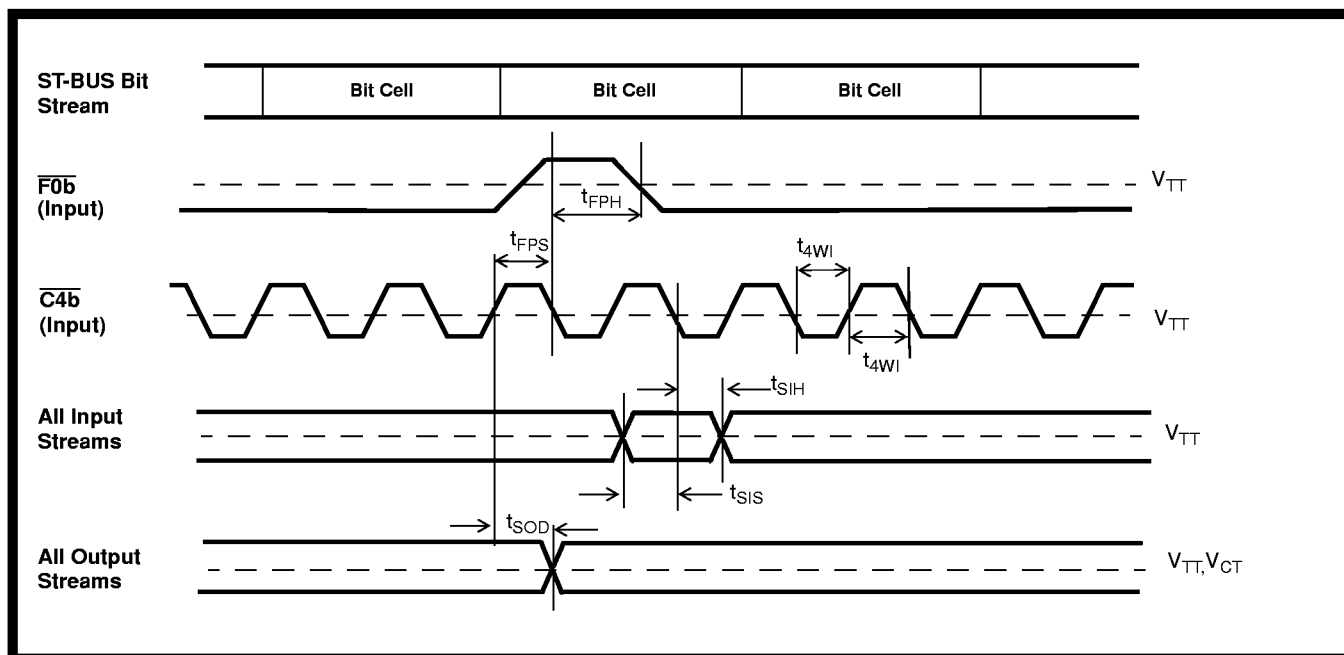 ST-BUS Bit
Stream
Bit Cell
Bit Cell
Bit Cell
F0b
(Input)
VTT
tFPH
tFPS
t4WI
C4b
(Input)
VTT
t4WI
tSIH
All Input
Streams
VTT
tSIS
tSOD
All Output
Streams
VTT,VCT